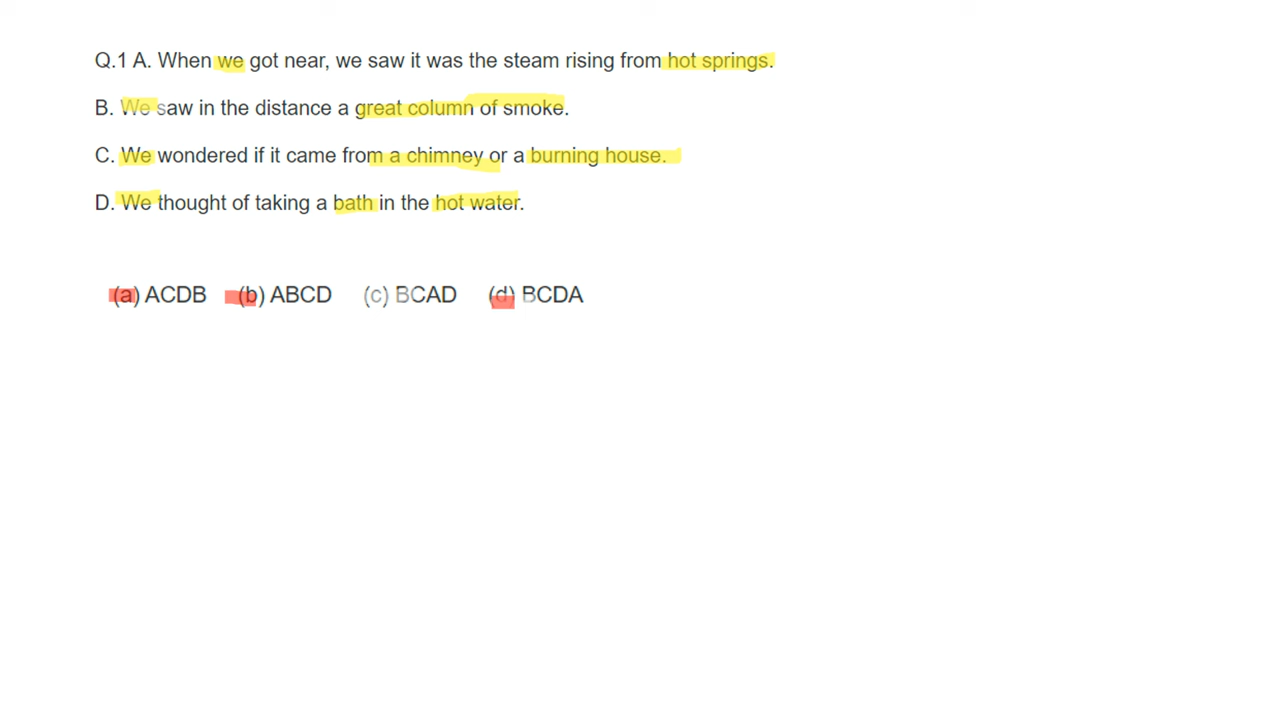 Q.1 A. When we got near, we saw it was the steam rising from hot springs.
B. We saw in the distance a great column of smoke.
C. We wondered if it came from a chimney or a burning house.
D. We thought of taking a bath in the hot water.
(a) ACDB (b) ABCD (c) BCAD (d) BCDA